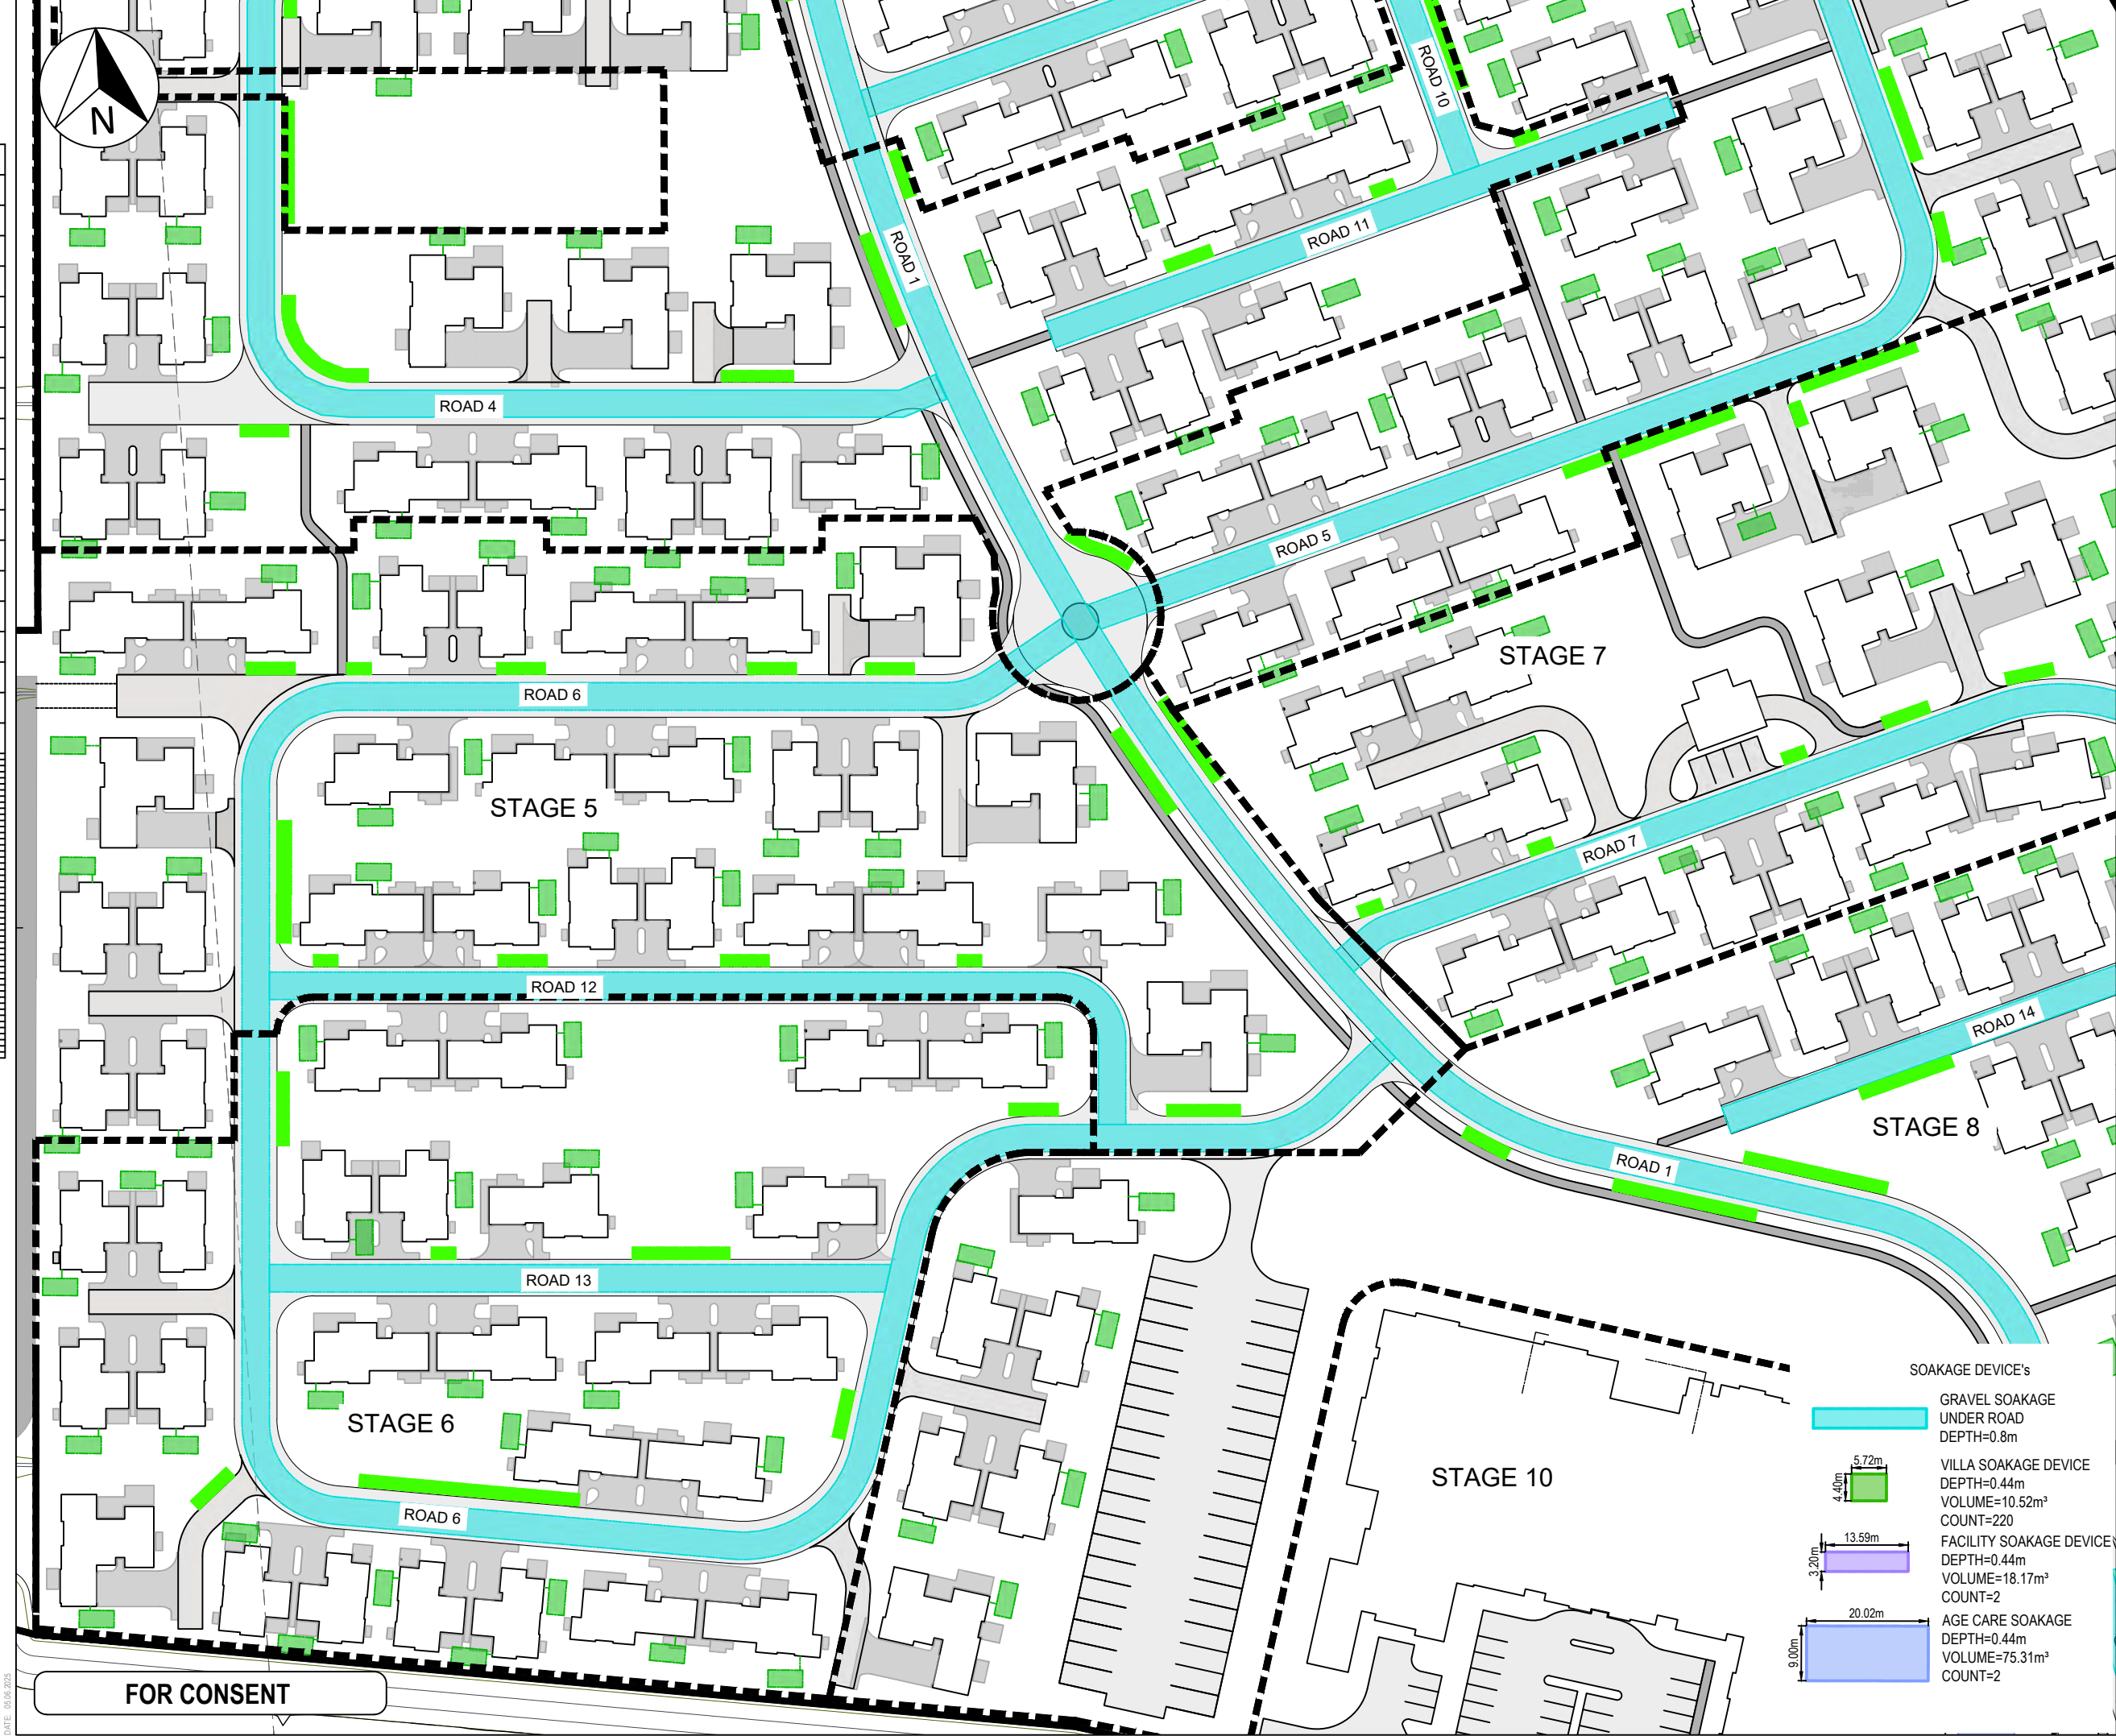 N
ROAD 10
ROAD 11
ROAD 1
ROAD 4
ROAD 5
STAGE 7
ROAD 6
STAGE 5
ROAD 7
ROAD 12
ROAD 14
STAGE 8
ROAD 1
ROAD 13
STAGE 6
ROAD 6
STAGE 10
SOAKAGE DEVICE's
GRAVEL SOAKAGE
UNDER ROAD
DEPTH=0.8m
5.72m
4.40m
VILLA SOAKAGE DEVICE
DEPTH=0.44m
VOLUME=10.52m³
COUNT=220
13.59m
3.20m
FACILITY SOAKAGE DEVICE
DEPTH=0.44m
VOLUME=18.17m³
COUNT=2
20.02m
9.00m
AGE CARE SOAKAGE
DEPTH=0.44m
VOLUME=75.31m³
COUNT=2
FOR CONSENT
DATE: 05.06.2025